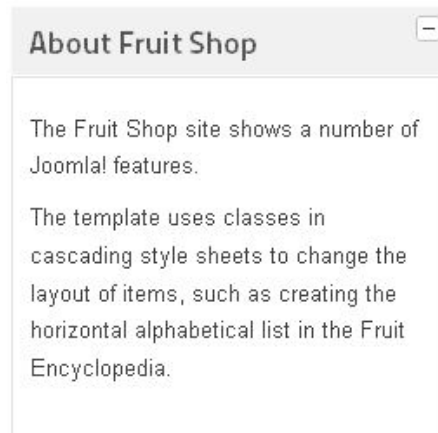 About Fruit Shop
The Fruit Shop site shows a number of
Joomla! features.
The template uses classes in
cascading style sheets to change the
layout of items, such as creating the
horizontal alphabetical list in the Fruit
Encyclopedia.